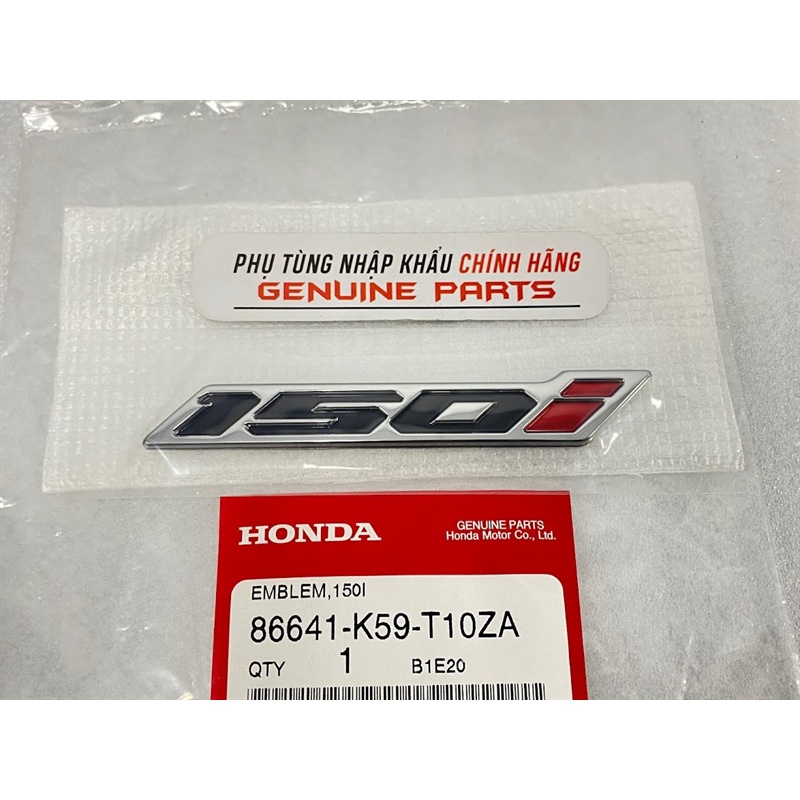 PHỤ TÙNG NHẬP KHẨU CHÍNH HÃNG
GENUINE PARTS
150i
HONDA
GENUINE PARTS
Honda Motor Co., Ltd.
EMBLEM,150I
86641-K59-T10ZA
QTY 1 B1E20